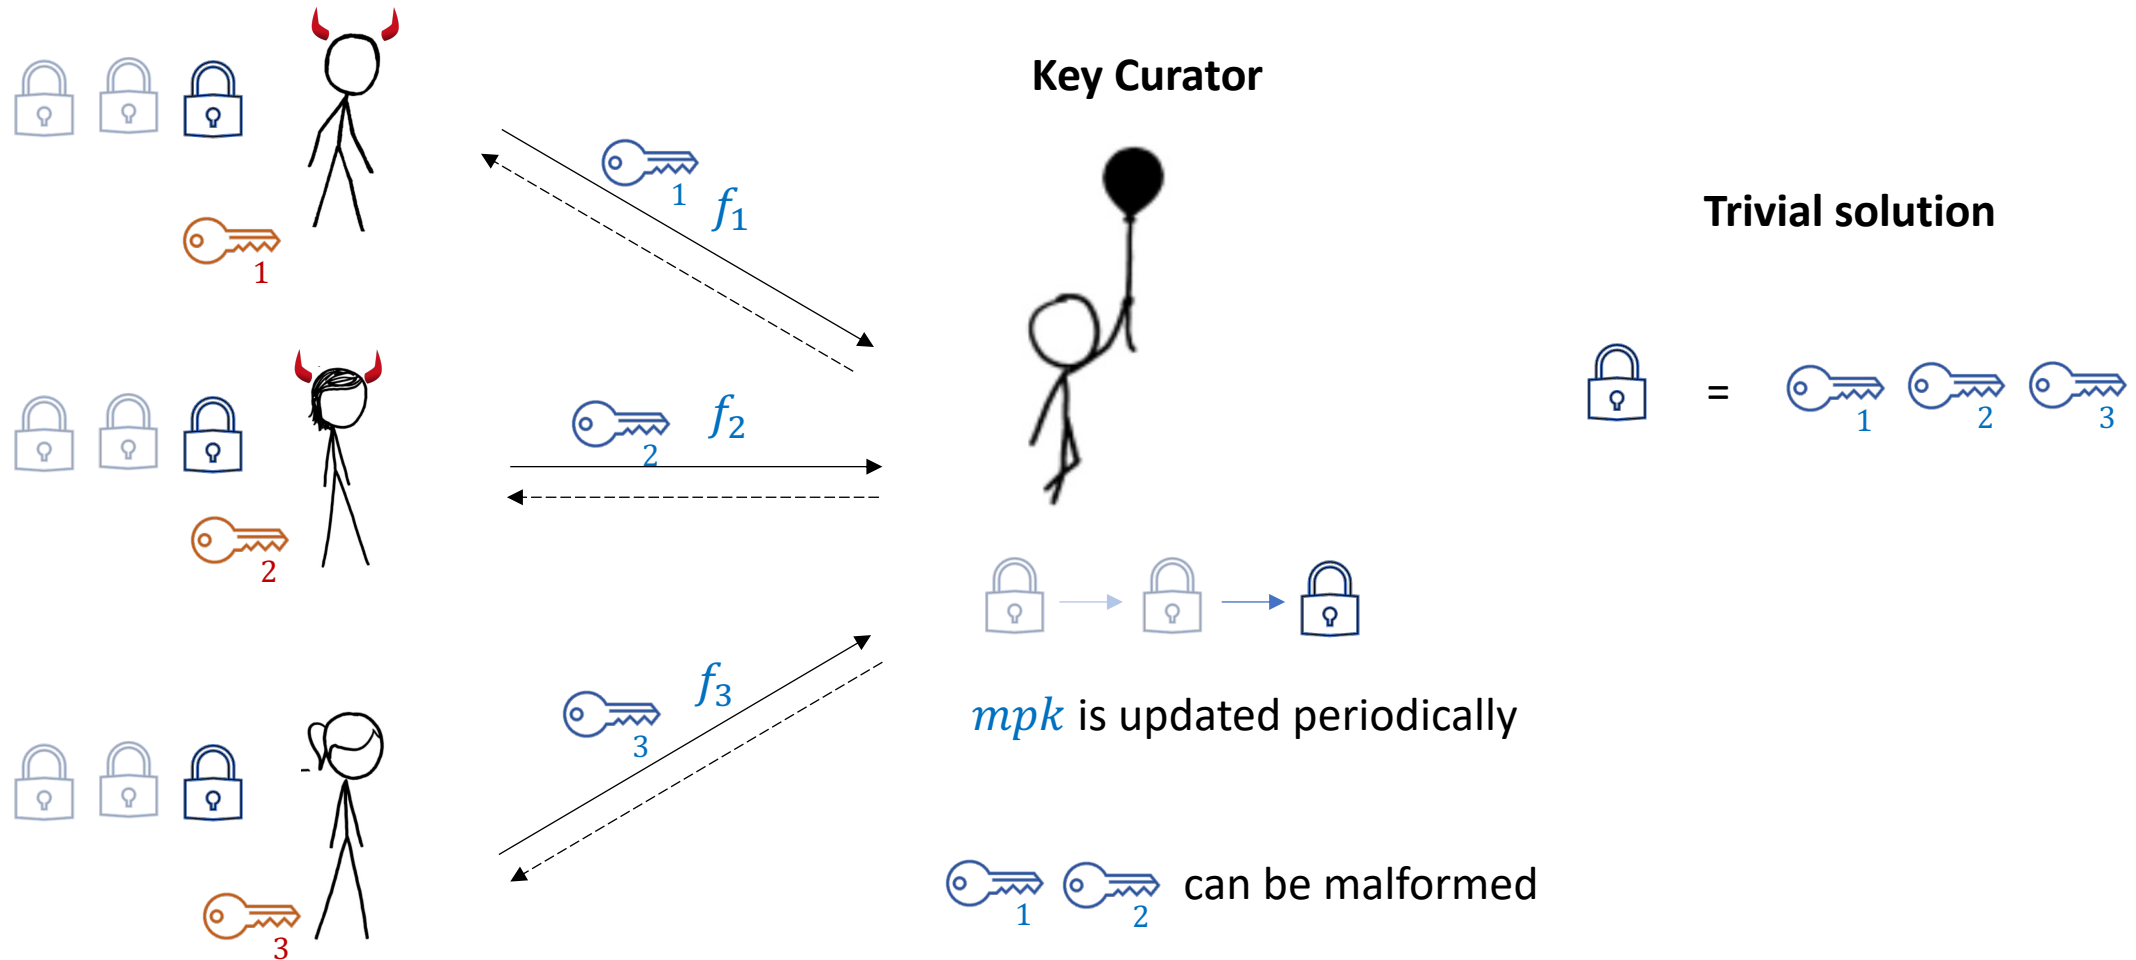 Key Curator
1
f₁
Trivial solution
1
2
f₂
=
1
2
3
2
f₃
3
mpk is updated periodically
1
2
can be malformed
3